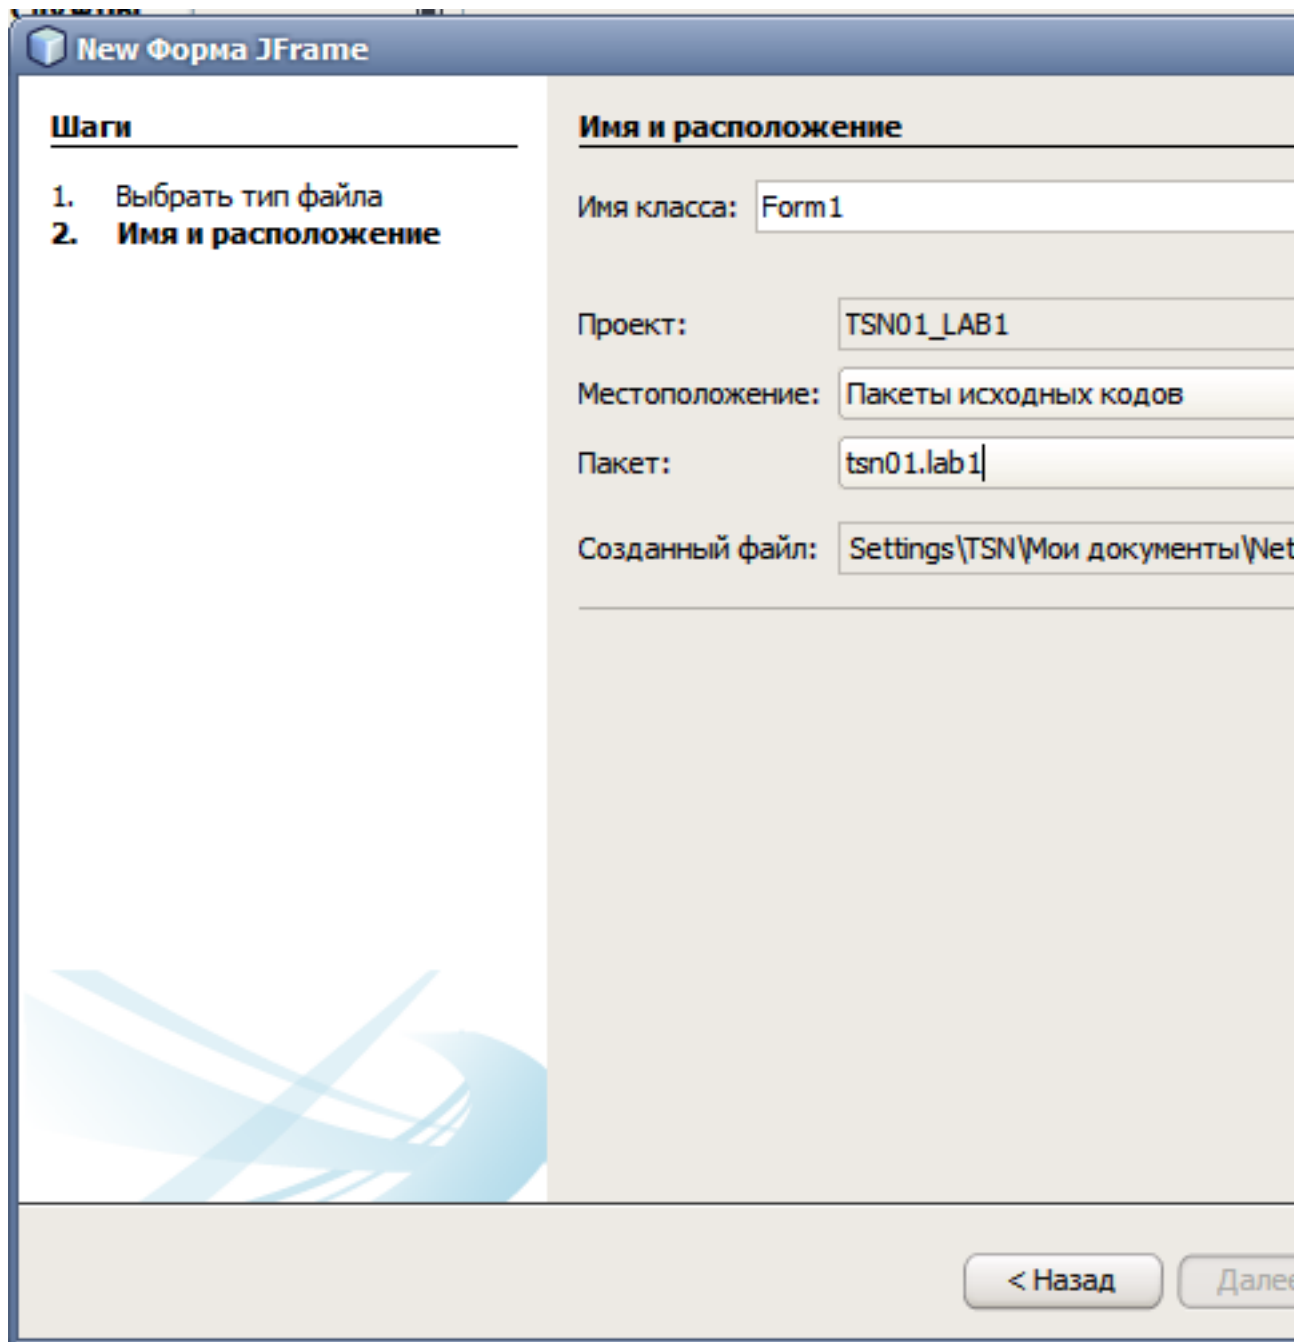 New Форма JFrame
Шаги
1. Выбрать тип файла
2. Имя и расположение
Имя и расположение
Имя класса: Form1
Проект: TSN01_LAB1
Местоположение: Пакеты исходных кодов
Пакет: tsn01.lab1
Созданный файл: Settings\TSN\Мои документы\Net
< Назад
Далее